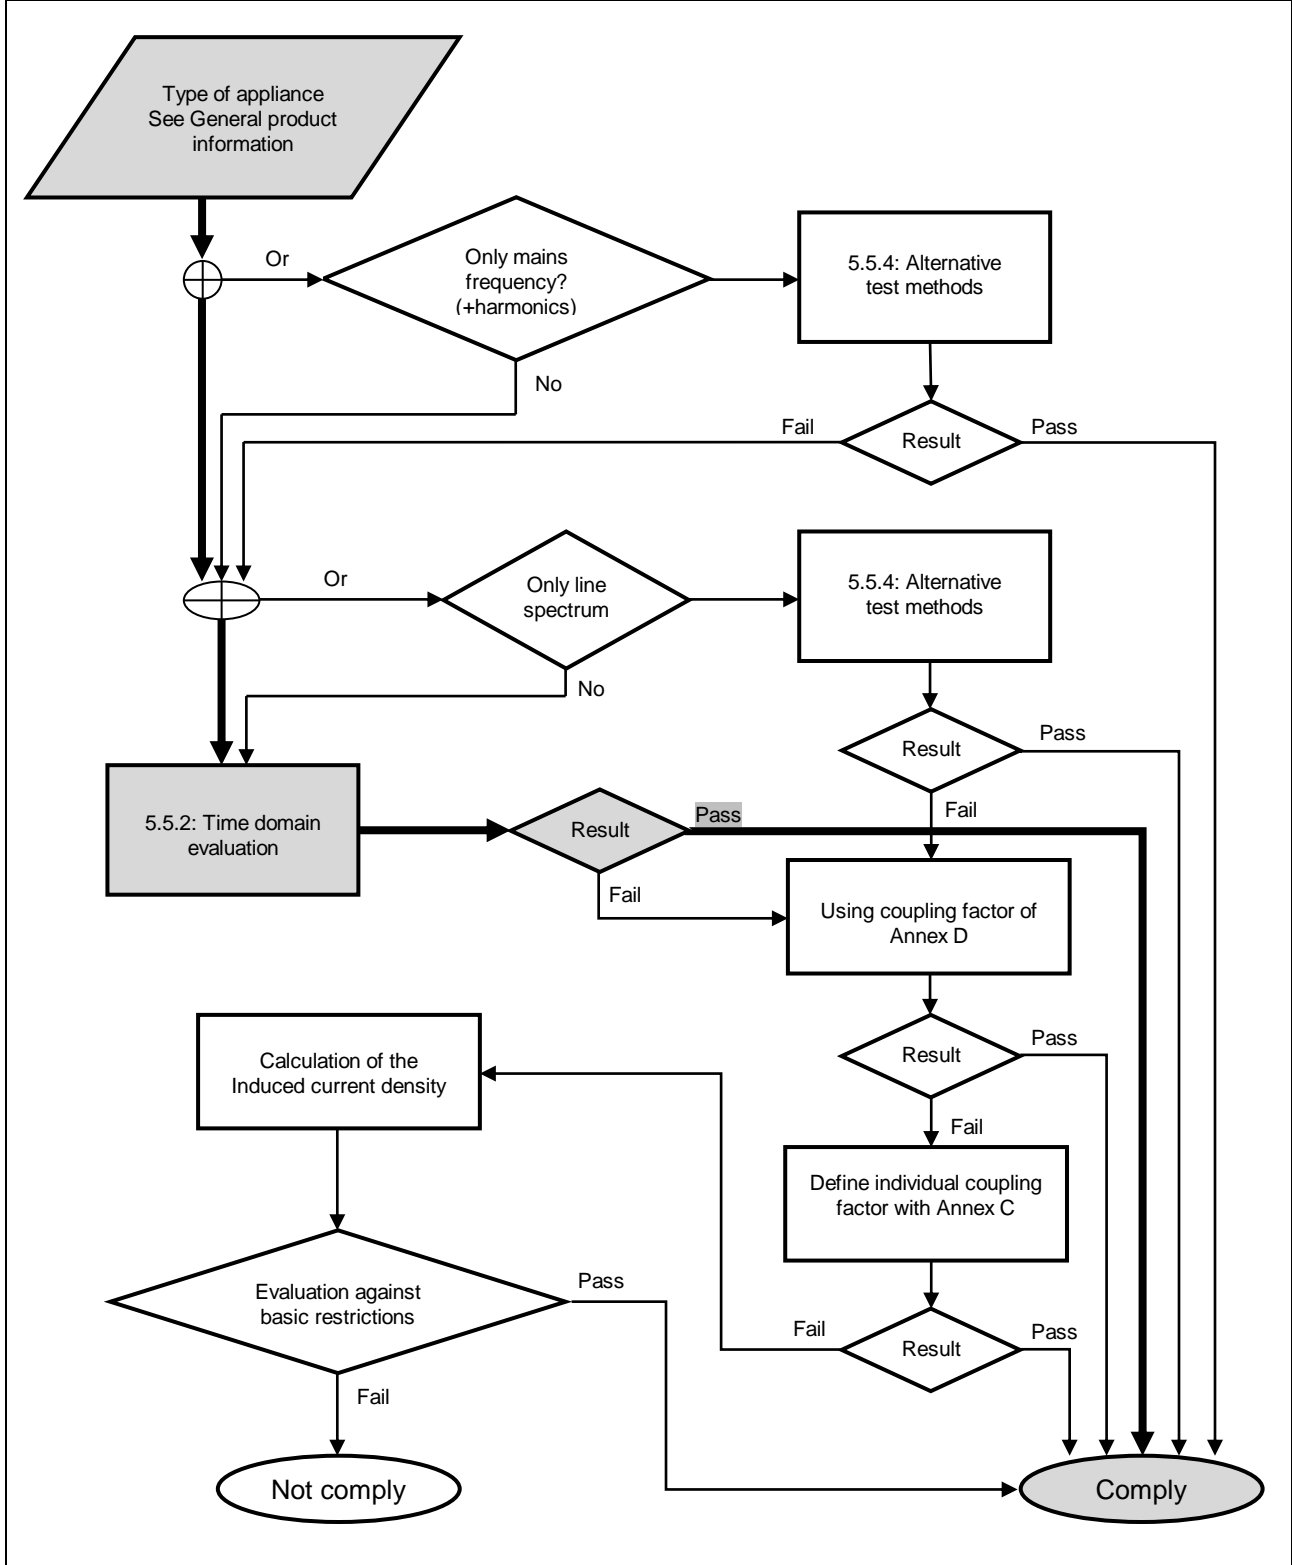 Type of appliance
See General product
information
Or
Only mains
frequency?
(+harmonics)
5.5.4: Alternative
test methods
No
Fail
Result
Pass
Or
Only line
spectrum
5.5.4: Alternative
test methods
No
Result
Pass
Fail
5.5.2: Time domain
evaluation
Result
Pass
Fail
Using coupling factor of
Annex D
Result
Pass
Fail
Calculation of the
Induced current density
Define individual coupling
factor with Annex C
Evaluation against
basic restrictions
Pass
Fail
Result
Pass
Fail
Not comply
Comply